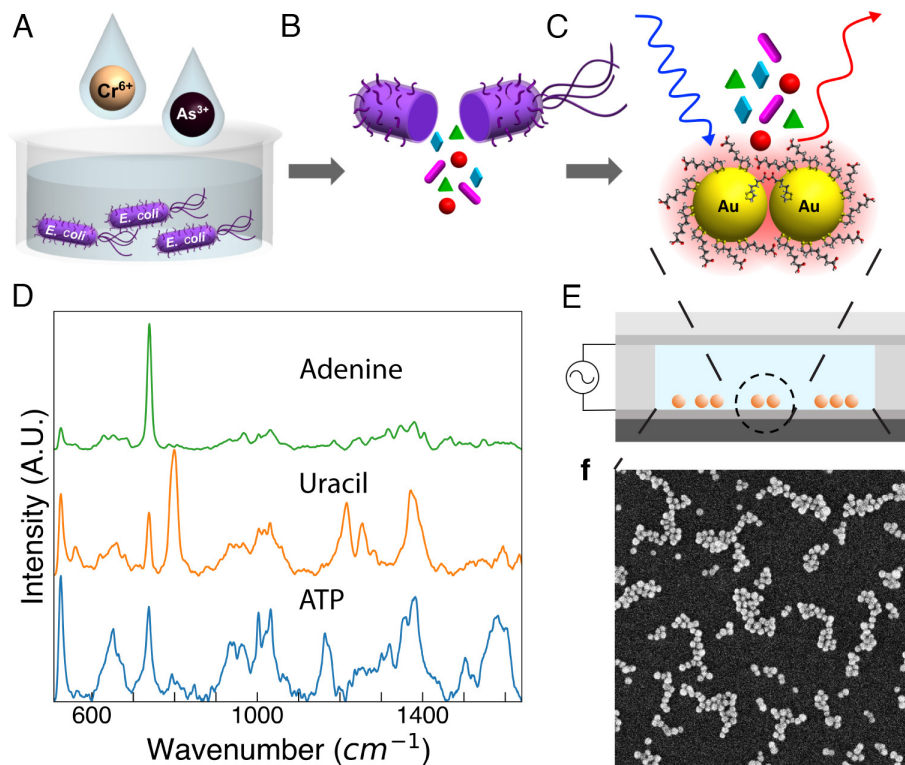 A
B
C
Cr6+
As3+
E. coli
E. coli
E. coli
Au
Au
D
E
Adenine
Uracil
ATP
Intensity (A.U.)
600
1000
1400
Wavenumber (cm−1)
f